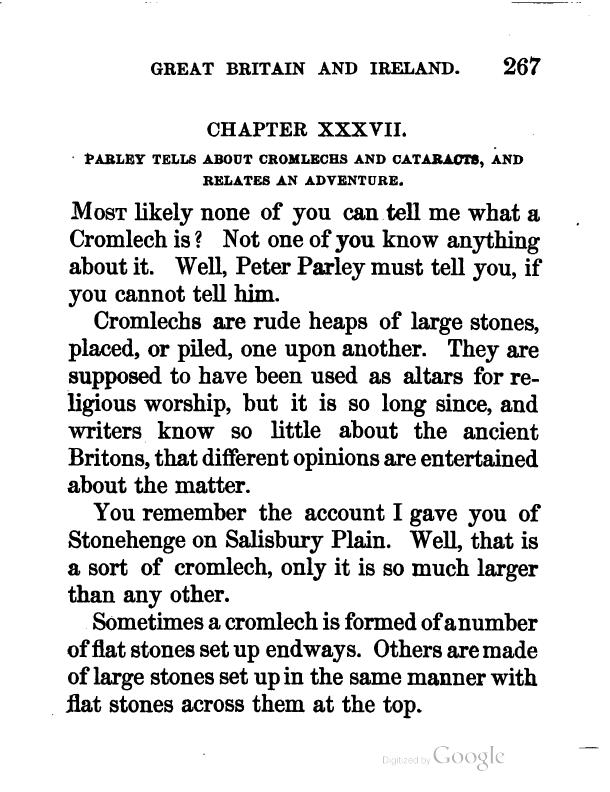 GREAT BRITAIN AND IRELAND. 267
CHAPTER XXXVII.
PARLEY TELLS ABOUT CROMLECHS AND CATARACTS, AND
RELATES AN ADVENTURE.
MOST likely none of you can tell me what a
Cromlech is? Not one of you know anything
about it. Well, Peter Parley must tell you, if
you cannot tell him.
Cromlechs are rude heaps of large stones,
placed, or piled, one upon another. They are
supposed to have been used as altars for re-
ligious worship, but it is so long since, and
writers know so little about the ancient
Britons, that different opinions are entertained
about the matter.
You remember the account I gave you of
Stonehenge on Salisbury Plain. Well, that is
a sort of cromlech, only it is so much larger
than any other.
Sometimes a cromlech is formed of a number
of flat stones set up endways. Others are made
of large stones set up in the same manner with
flat stones across them at the top.
Digitized by Google